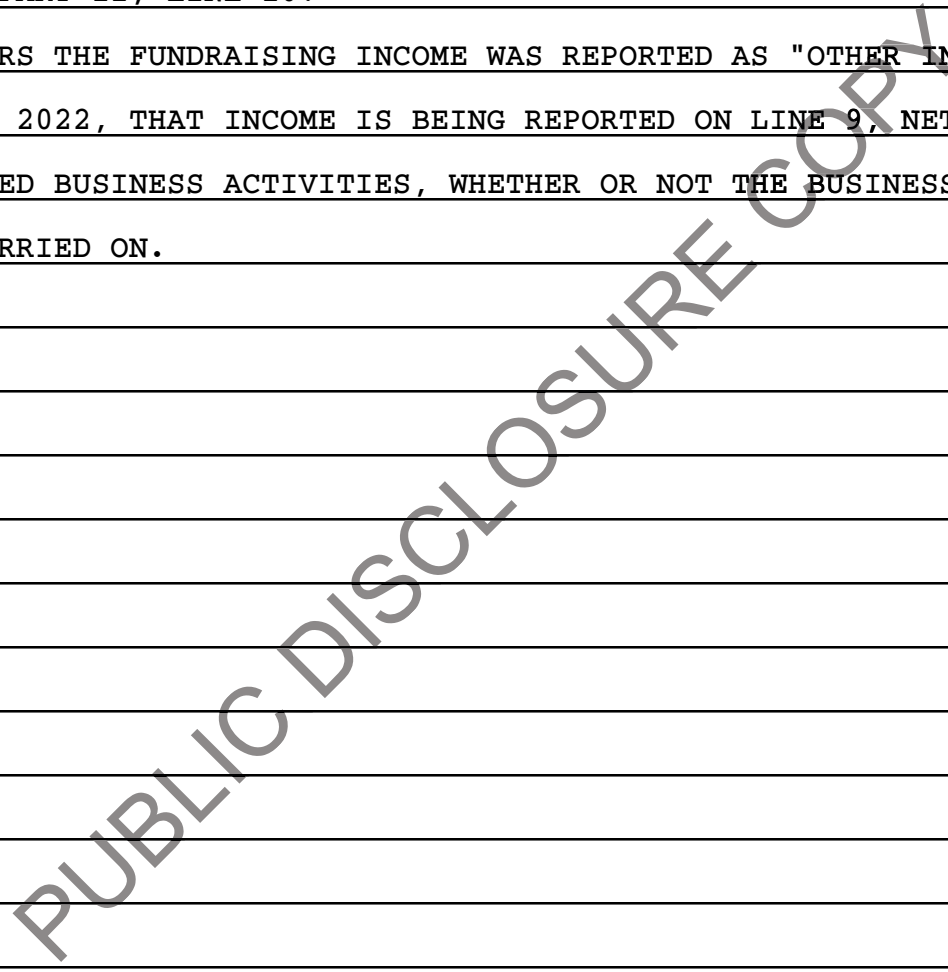 RS THE FUNDRAISING INCOME WAS REPORTED AS "OTHER IN
2022, THAT INCOME IS BEING REPORTED ON LINE 9, NET
ED BUSINESS ACTIVITIES, WHETHER OR NOT THE BUSINESS
RRIED ON.
PUBLIC DISCLOSURE COPY